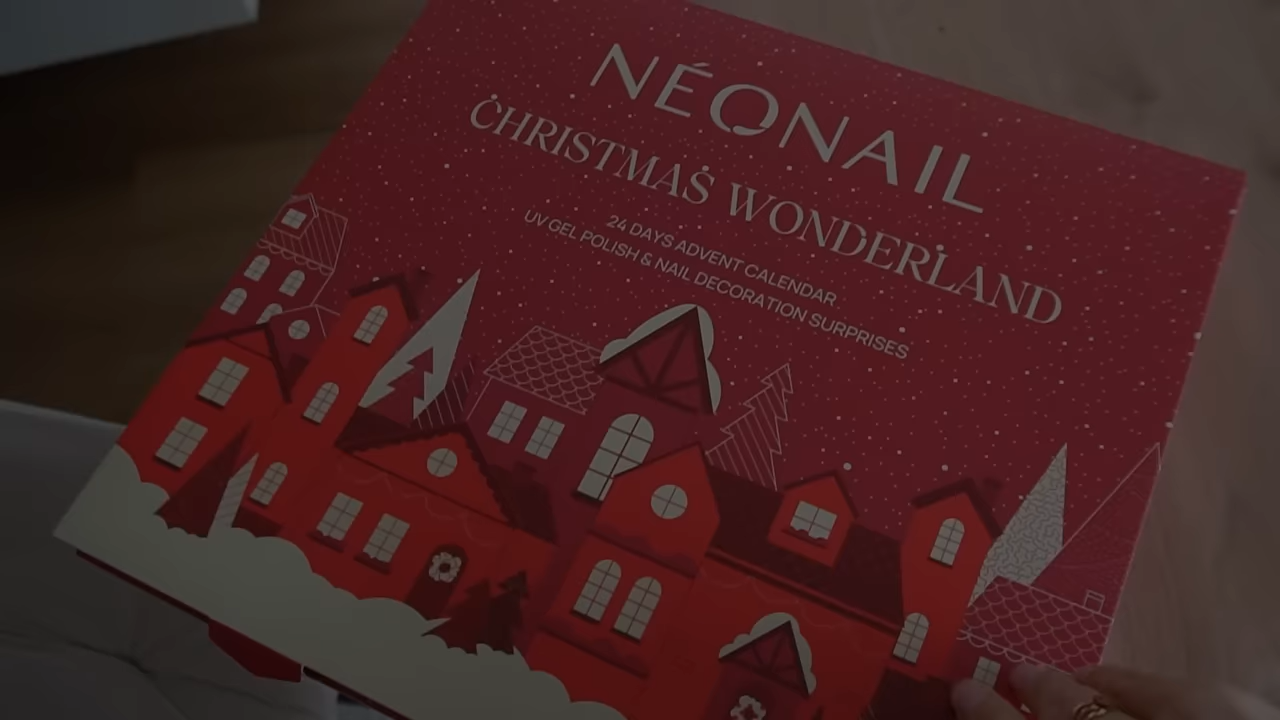 NÉONAIL
CHRISTMAS WONDERLAND
24 DAYS ADVENT CALENDAR
UV GEL POLISH & NAIL DECORATION SURPRISES